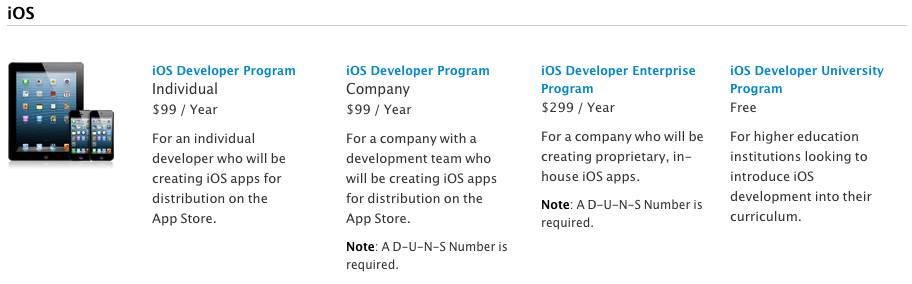 iOS
iOS Developer Program
Individual
$99 / Year
For an individual
developer who will be
creating iOS apps for
distribution on the
App Store.
iOS Developer Program
Company
$99 / Year
For a company with a
development team who
will be creating iOS apps
for distribution on the
App Store.
Note: A D-U-N-S Number is
required.
iOS Developer Enterprise
Program
$299 / Year
For a company who will be
creating proprietary, in-
house iOS apps.
Note: A D-U-N-S Number is
required.
iOS Developer University
Program
Free
For higher education
institutions looking to
introduce iOS
development into their
curriculum.